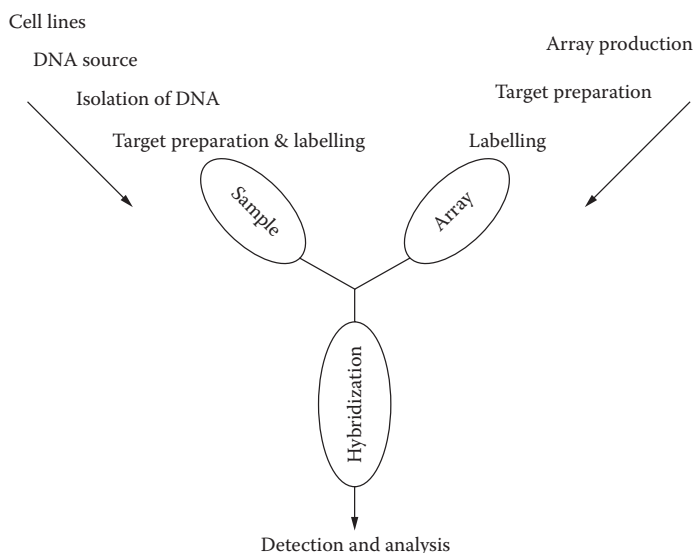 Cell lines
DNA source
Isolation of DNA
Target preparation & labelling
Array production
Target preparation
Labelling
Sample
Array
Hybridization
Detection and analysis